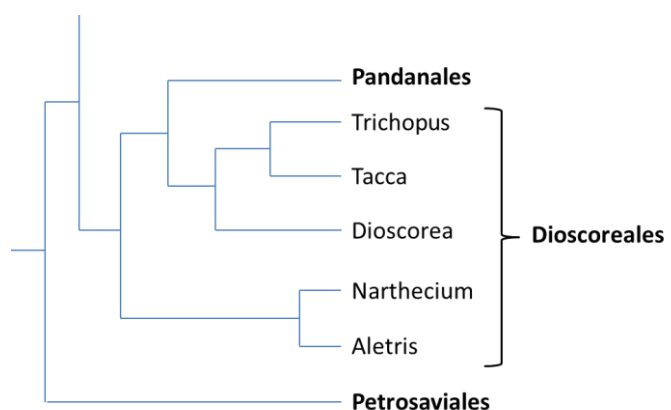 Pandanales
Trichopus
Tacca
Dioscorea
Dioscoreales
Narthecium
Aletris
Petrosaviales